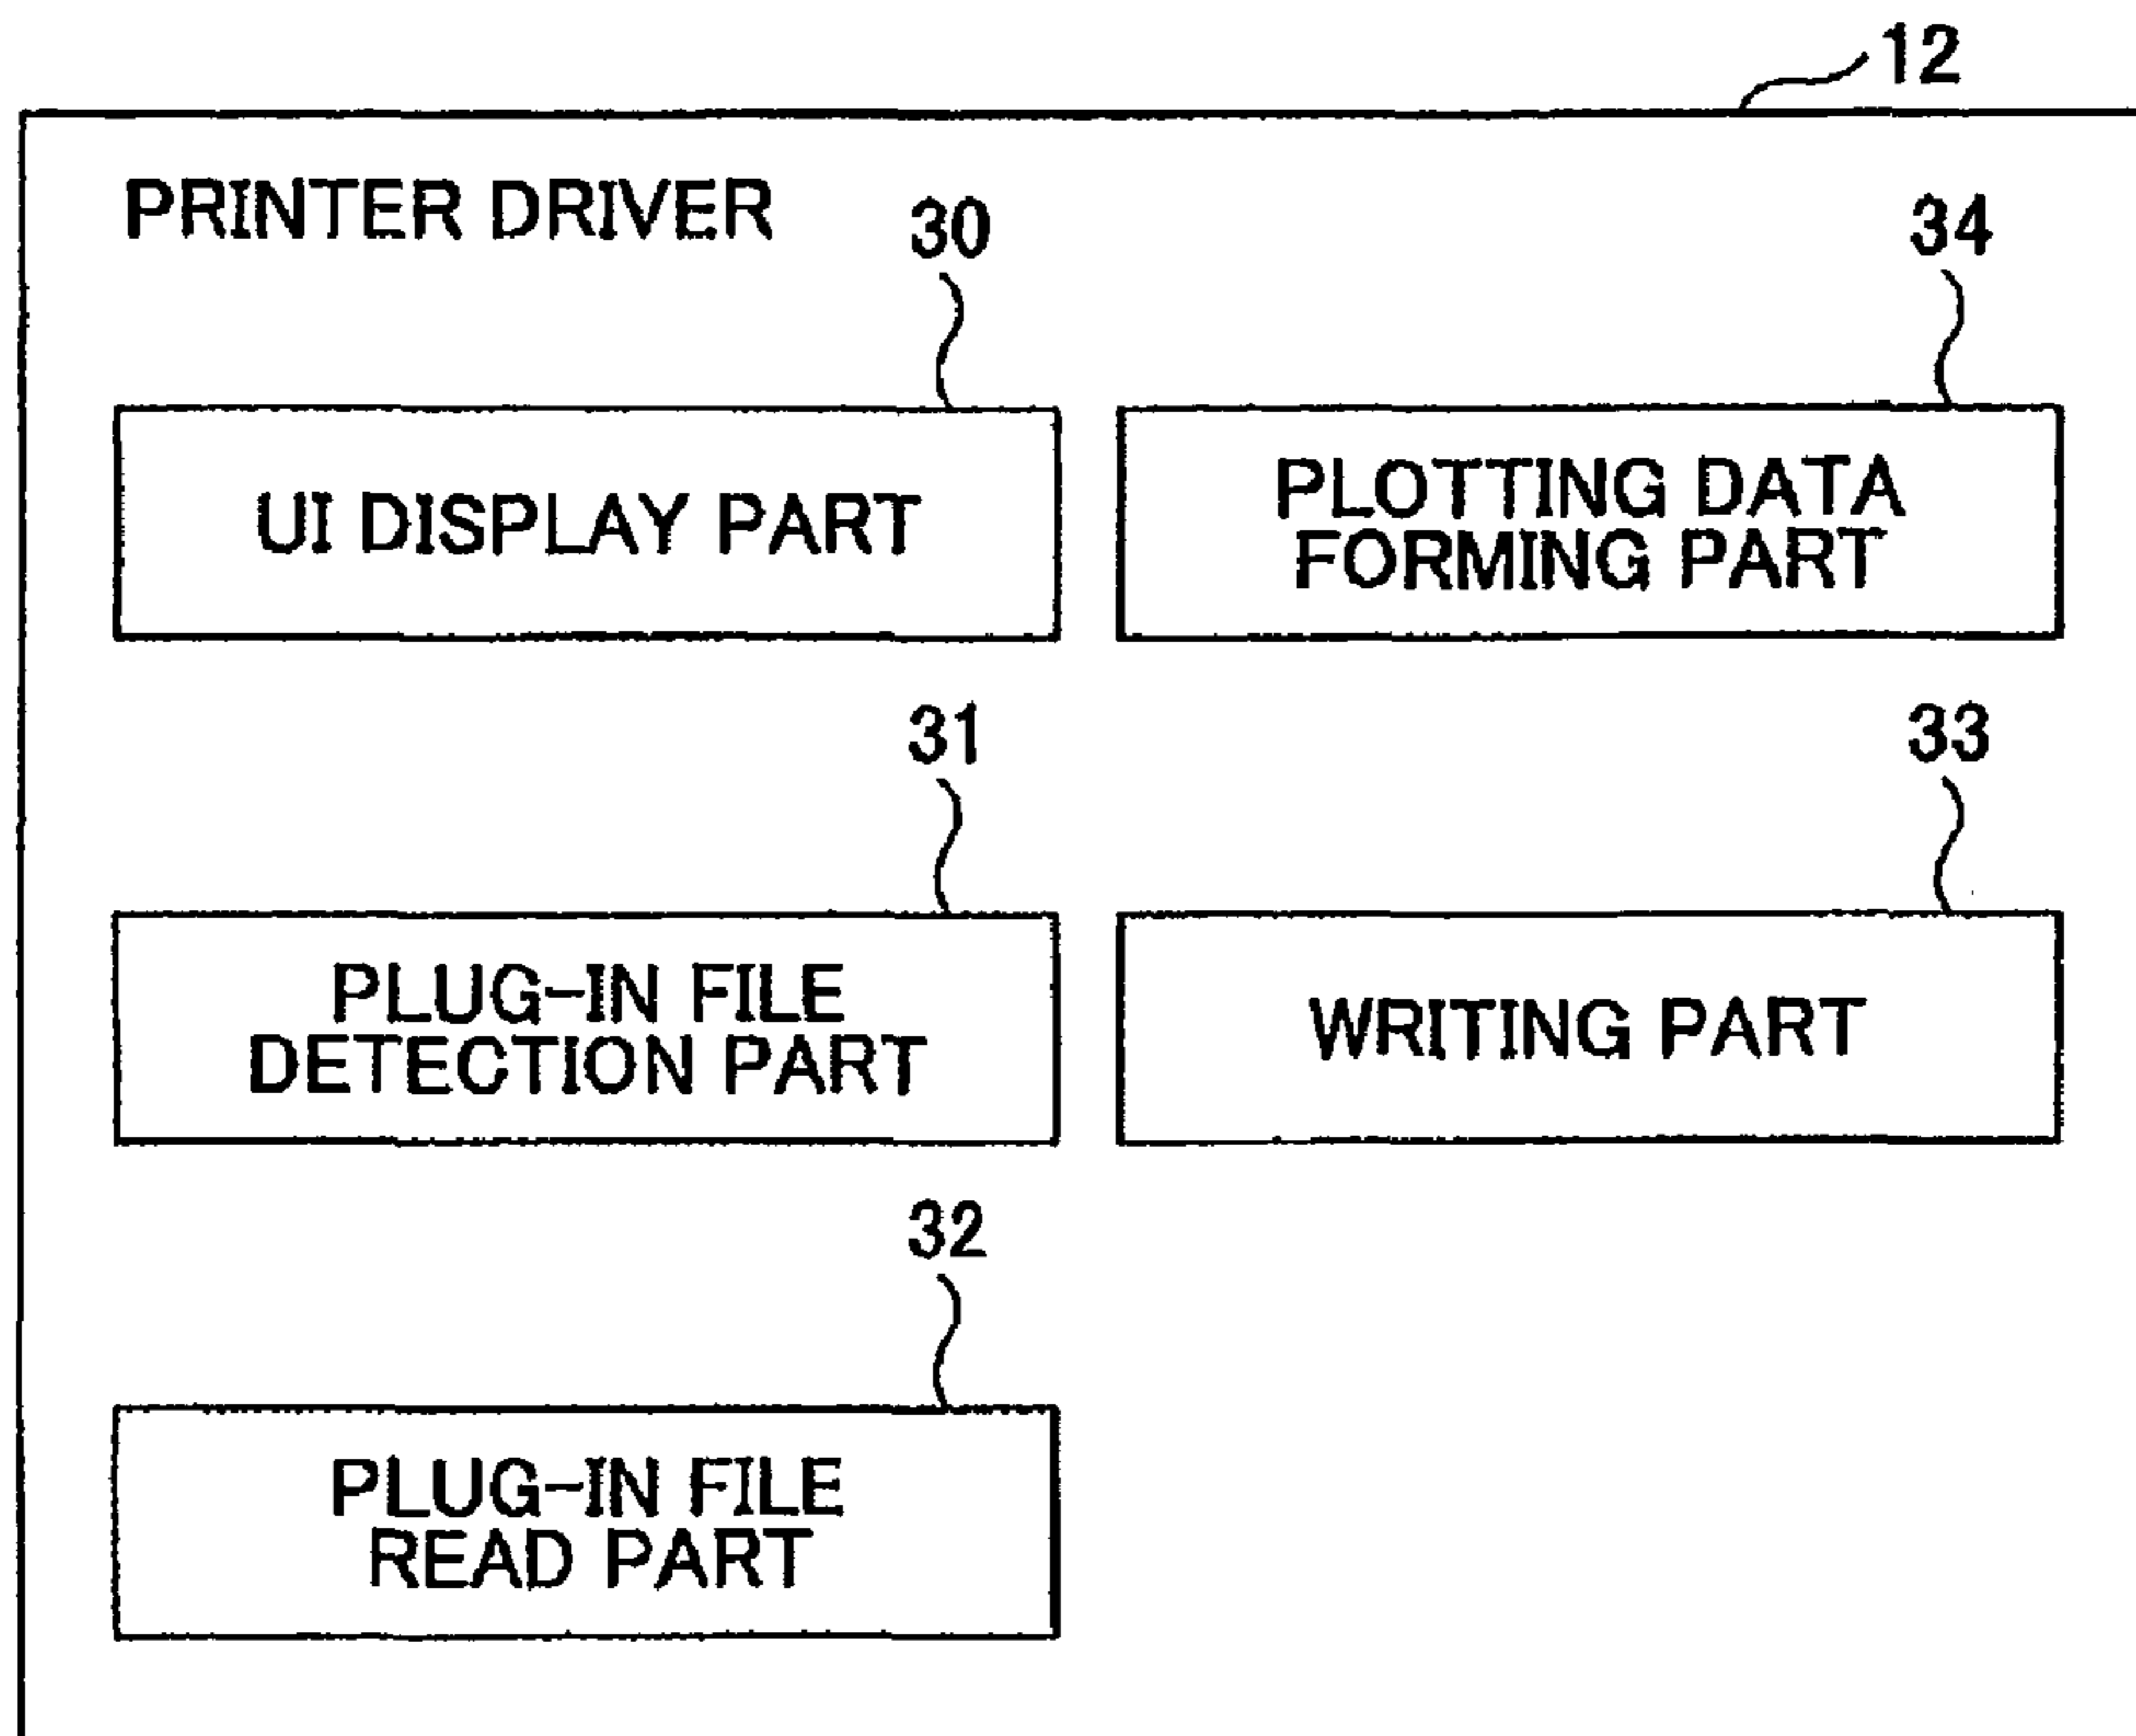 12
PRINTER DRIVER
30
34
UI DISPLAY PART
PLOTTING DATA
FORMING PART
31
33
PLUG-IN FILE
DETECTION PART
WRITING PART
32
PLUG-IN FILE
READ PART